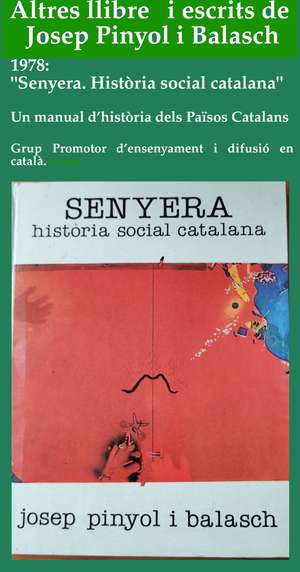 Altres llibre i escrits de
Josep Pinyol i Balasch
1978:
"Senyera. Història social catalana"
Un manual d'història dels Països Catalans
Grup Promotor d'ensenyament i difusió en
català.
SENYERA
història social catalana
josep pinyol i balasch